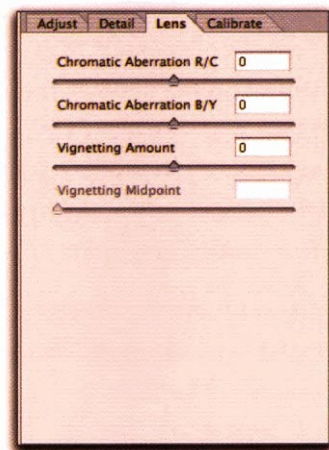 Adjust Detail Lens Calibrate
Chromatic Aberration R/C 0
Chromatic Aberration B/Y 0
Vignetting Amount 0
Vignetting Midpoint